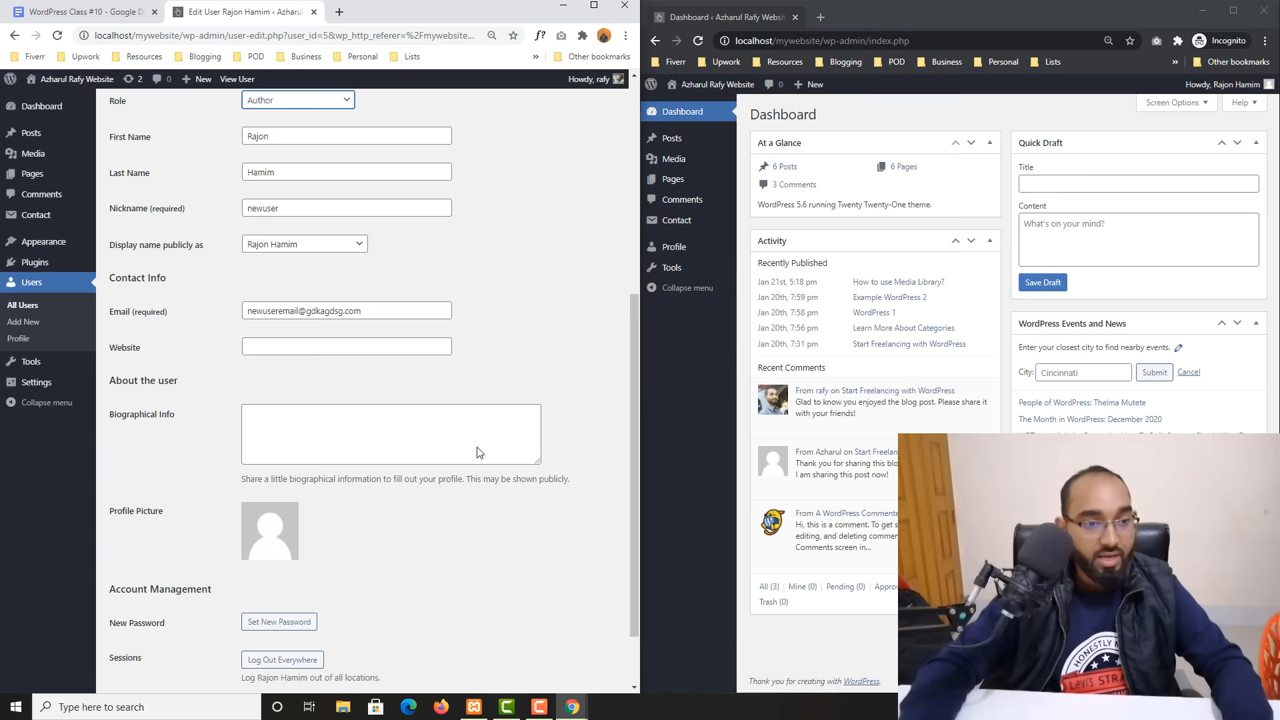 WordPress Class #10 - Google D
Edit User Rajon Hamim ‹ Azharul
localhost/mywebsite/wp-admin/user-edit.php?user_id=5&wp_http_referer=%2Fmywebsite...
Fiverr
Upwork
Resources
Blogging
POD
Business
Personal
Lists
Other bookmarks
Azharul Rafy Website
2
0
New
View User
Howdy, rafy
Dashboard
Posts
Media
Pages
Comments
Contact
Appearance
Plugins
Users
All Users
Add New
Profile
Tools
Settings
Collapse menu
Role
Author
First Name
Rajon
Last Name
Hamim
Nickname (required)
newuser
Display name publicly as
Rajon Hamim
Contact Info
Email (required)
newuseremail@gdkagdsg.com
Website
About the user
Biographical Info
Share a little biographical information to fill out your profile. This may be shown publicly.
Profile Picture
Account Management
New Password
Set New Password
Sessions
Log Out Everywhere
Log Rajon Hamim out of all locations.
Dashboard ‹ Azharul Rafy Websi
localhost/mywebsite/wp-admin/index.php
Incognito
Fiverr
Upwork
Resources
Blogging
POD
Business
Personal
Lists
Other bookmarks
Azharul Rafy Website
0
New
Howdy, Rajon Hamim
Dashboard
Posts
Media
Pages
Comments
Contact
Profile
Tools
Collapse menu
Screen Options
Help
Dashboard
At a Glance
6 Posts
6 Pages
3 Comments
WordPress 5.6 running Twenty Twenty-One theme.
Activity
Recently Published
Jan 21st, 5:18 pm How to use Media Library?
Jan 20th, 7:59 pm Example WordPress 2
Jan 20th, 7:58 pm WordPress 1
Jan 20th, 7:56 pm Learn More About Categories
Jan 20th, 7:31 pm Start Freelancing with WordPress
Recent Comments
From rafy on Start Freelancing with WordPress
Glad to know you enjoyed the blog post. Please share it
with your friends!
From Azharul on Start Freelan
Thank you for sharing this blo
I am sharing this post now!
From A WordPress Commente
Hi, this is a comment. To get s
editing, and deleting commen
Comments screen in...
All (3) | Mine (0) | Pending (0) | Approv
Trash (0)
Quick Draft
Title
Content
What's on your mind?
Save Draft
WordPress Events and News
Enter your closest city to find nearby events.
City:
Cincinnati
Submit
Cancel
People of WordPress: Thelma Mutete
The Month in WordPress: December 2020
Thank you for creating with WordPress.
HONESTLY
LEVI'S STRA
Type here to search